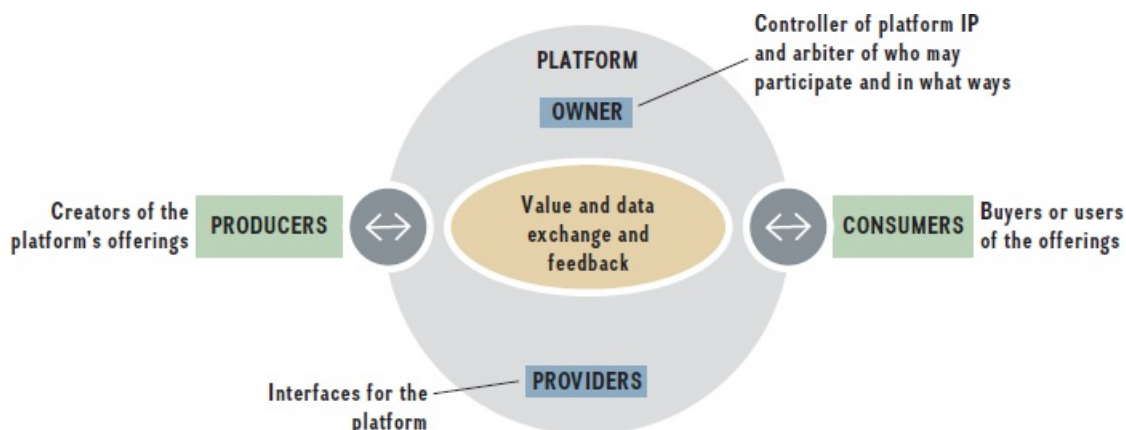 Controller of platform IP
and arbiter of who may
participate and in what ways
PLATFORM
OWNER
Creators of the
platform's offerings
PRODUCERS
Value and data
exchange and
feedback
CONSUMERS
Buyers or users
of the offerings
PROVIDERS
Interfaces for the
platform